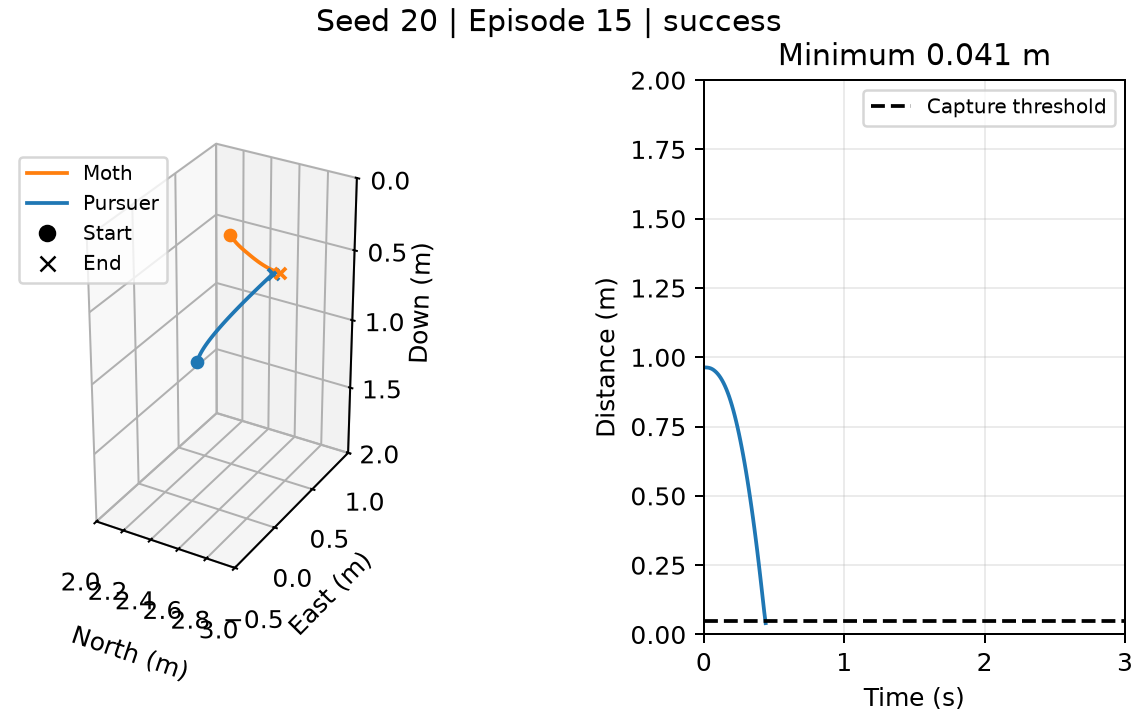 Seed 20 | Episode 15 | success
Moth
Pursuer
Start
End
0.0
0.5
1.0
1.5
2.0
Down (m)
1.0
0.5
0.0
−0.5
East (m)
2.0
2.2
2.4
2.6
2.8
3.0
North (m)
Minimum 0.041 m
Capture threshold
2.00
1.75
1.50
1.25
1.00
0.75
0.50
0.25
0.00
Distance (m)
0 1 2 3
Time (s)